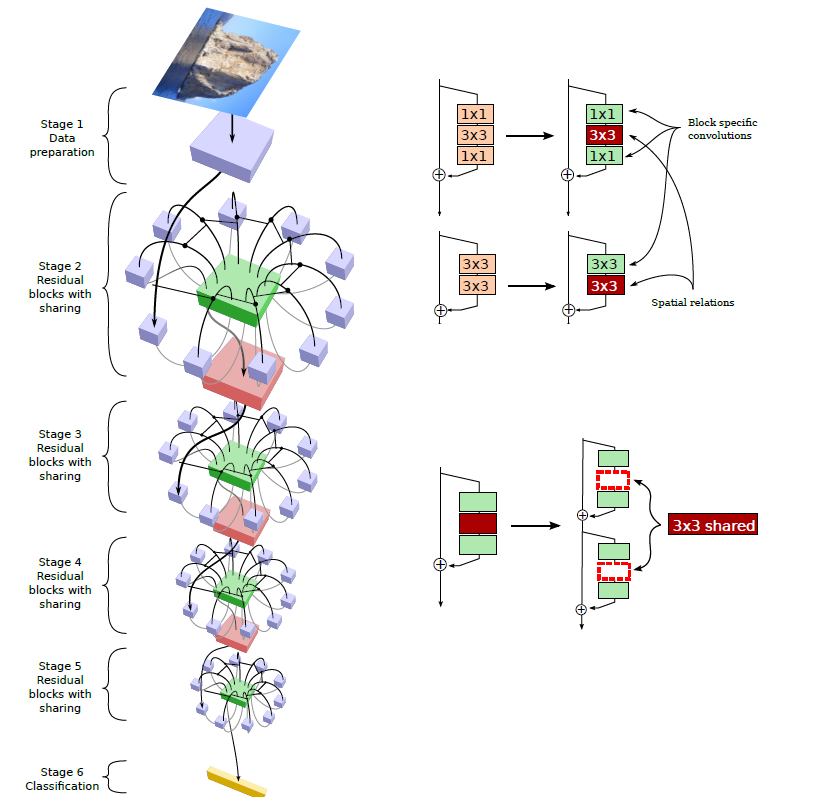 Stage 1
Data
preparation
Stage 2
Residual
blocks with
sharing
Stage 3
Residual
blocks with
sharing
Stage 4
Residual
blocks with
sharing
Stage 5
Residual
blocks with
sharing
Stage 6
Classification
1x1
3x3
1x1
+
1x1
3x3
1x1
+
Block specific
convolutions
3x3
3x3
+
3x3
3x3
+
Spatial relations
+
+
+
3x3 shared